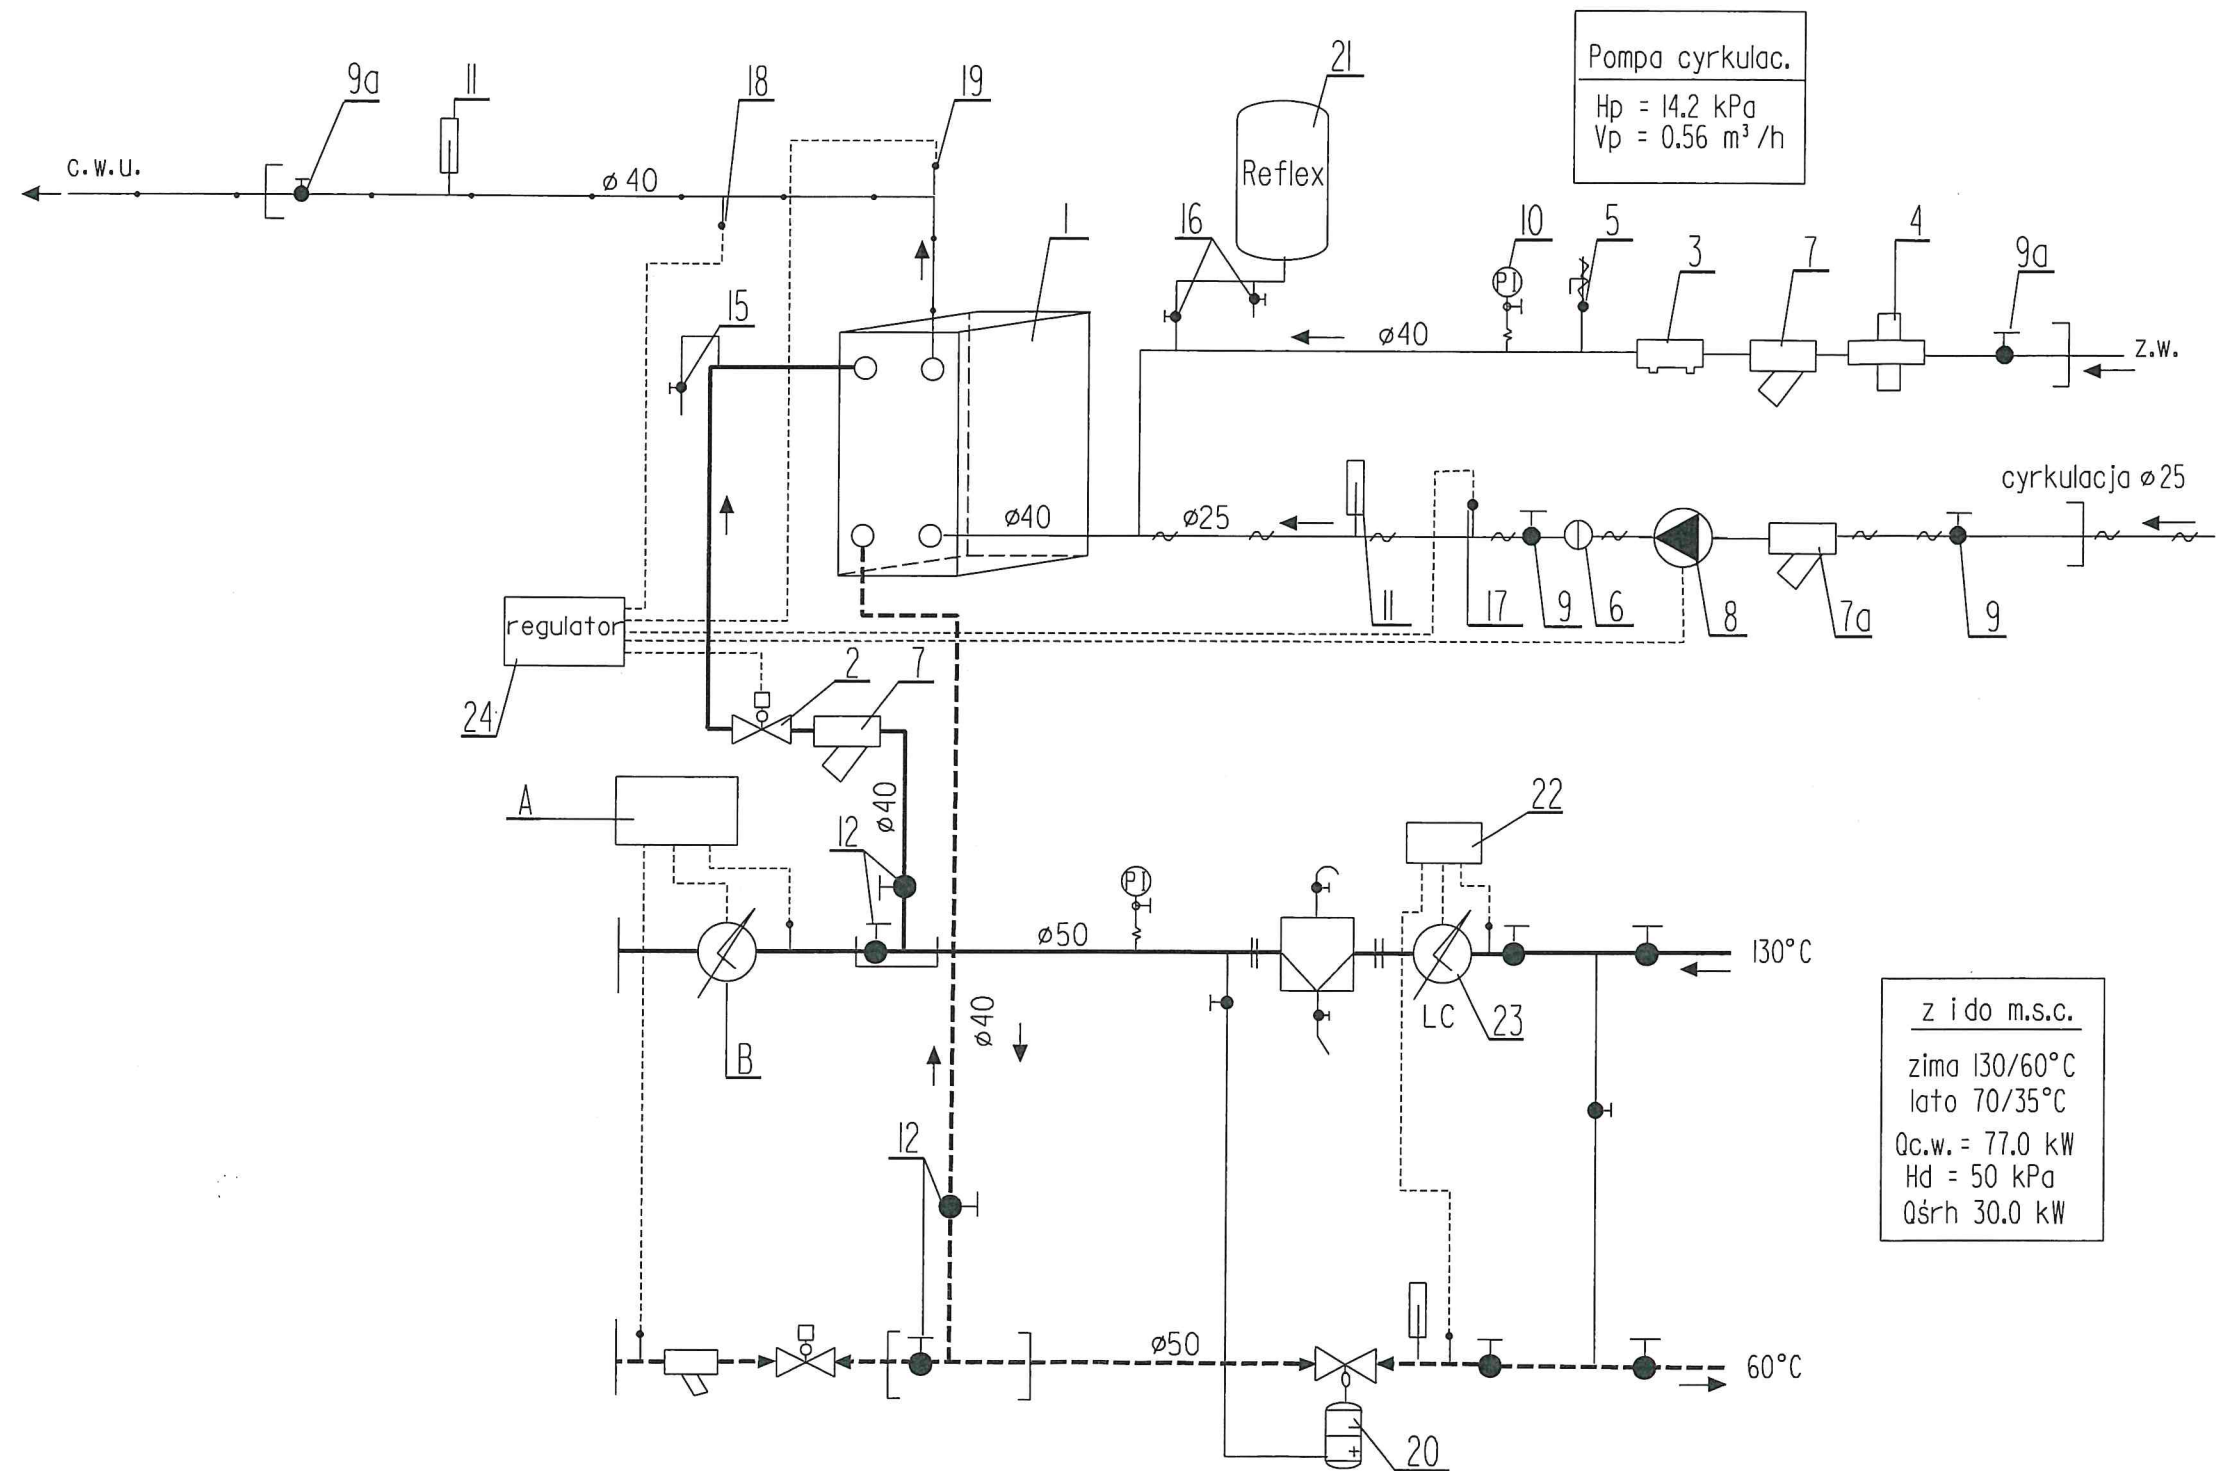 Pompa cyrkulac.
Hp = 14.2 kPa
Vp = 0.56 m³/h
21
9a
11
18
19
Reflex
c.w.u.
ø 40
1
16
10
5
3
7
4
9a
PI
15
ø40
z.w.
cyrkulacja ø 25
ø40
ø25
11
17
9
6
8
7a
9
regulator
24
2
7
A
ø40
12
22
PI
ø50
130°C
LC
23
B
ø40
z i do m.s.c.
zima 130/60°C
lato 70/35°C
Qc.w. = 77.0 kW
Hd = 50 kPa
Qśrh 30.0 kW
12
ø50
60°C
20